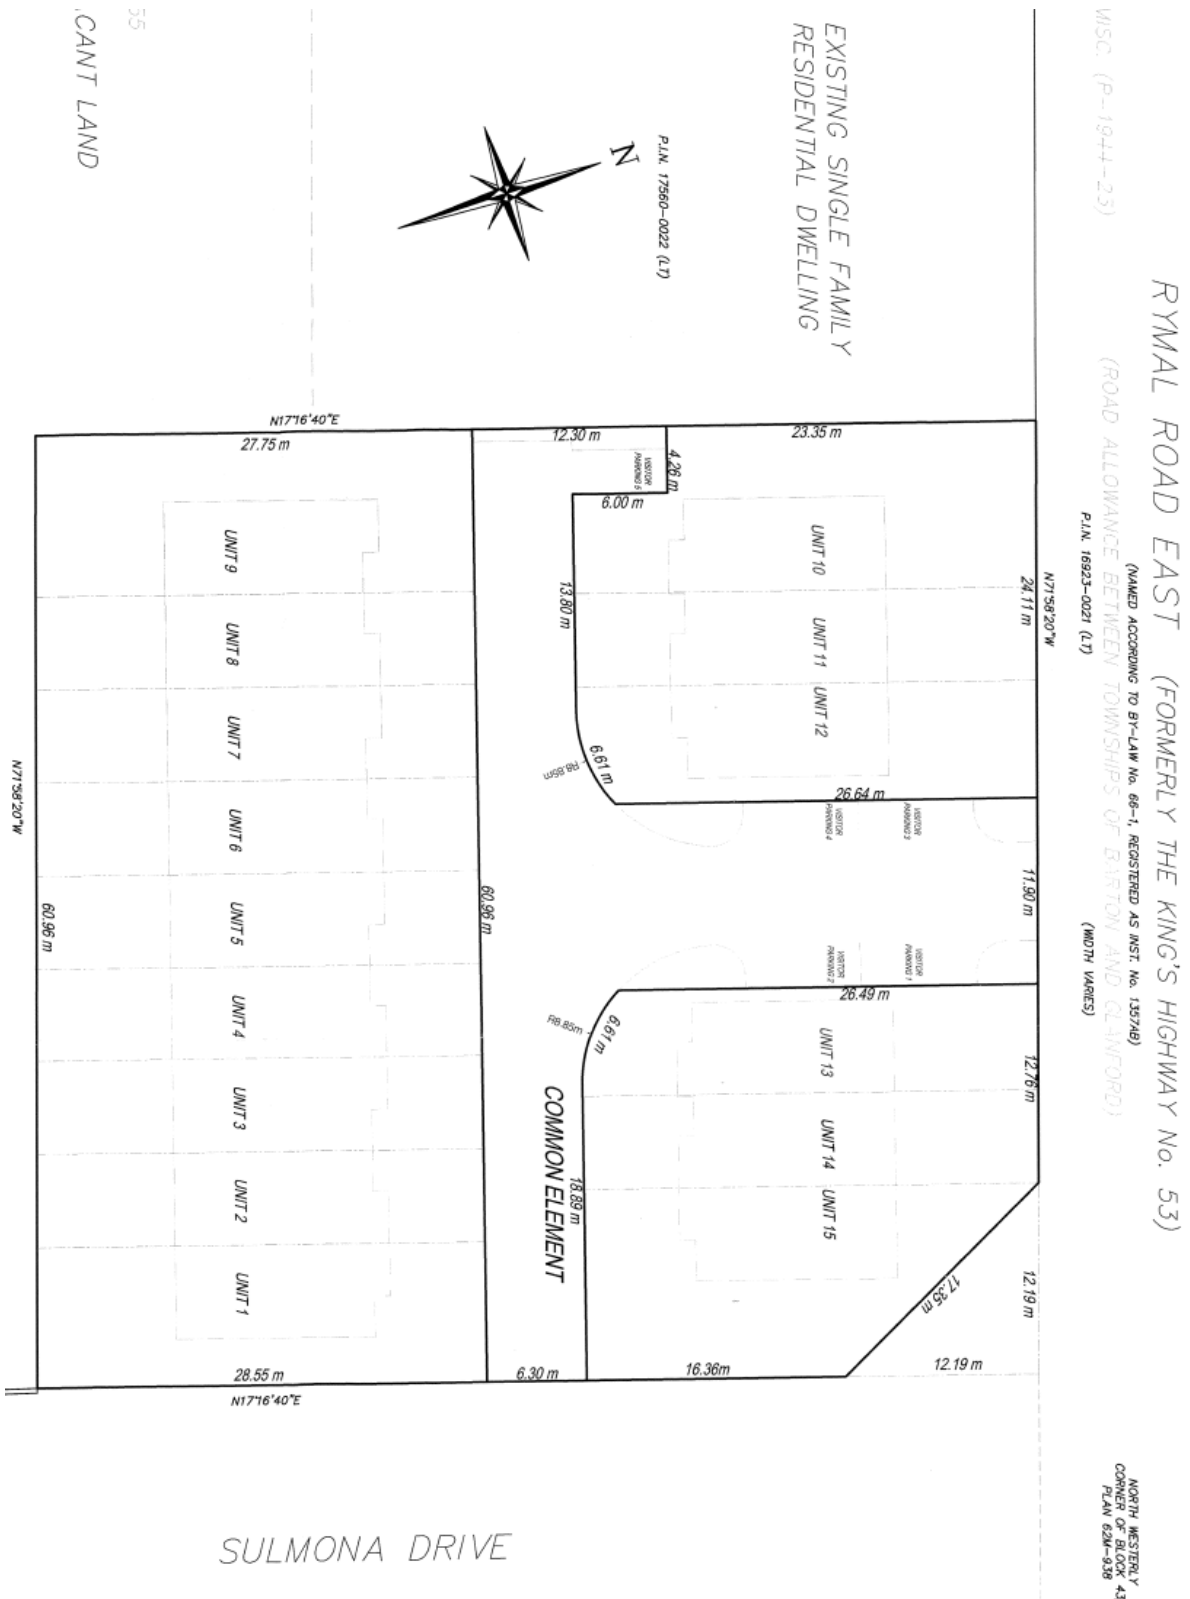 RYMAL ROAD EAST (FORMERLY THE KING'S HIGHWAY No. 53)
(NAMED ACCORDING TO BY-LAW No. 66-1, REGISTERED AS INST. No. 1357AB)
MISC. (P-1944-23)
(ROAD ALLOWANCE BETWEEN TOWNSHIPS OF BARTON AND GLANFORD)
P.I.N. 16923-0021 (LT)
(WIDTH VARIES)
EXISTING SINGLE FAMILY
RESIDENTIAL DWELLING
P.I.N. 17560-0022 (LT)
N
55
CANT LAND
N71°58'20"W
24.11 m
11.90 m
12.76 m
12.19 m
23.35 m
12.30 m
N17°16'40"E
27.75 m
4.26 m
VISITOR
PARKING 5
6.00 m
13.80 m
UNIT 10
UNIT 11
UNIT 12
6.61 m
R8.85m
26.64 m
VISITOR
PARKING 3
VISITOR
PARKING 4
VISITOR
PARKING 1
VISITOR
PARKING 2
26.49 m
R8.85m
6.61 m
UNIT 13
UNIT 14
UNIT 15
18.89 m
COMMON ELEMENT
17.35 m
12.19 m
16.36m
6.30 m
60.96 m
UNIT 9
UNIT 8
UNIT 7
UNIT 6
UNIT 5
UNIT 4
UNIT 3
UNIT 2
UNIT 1
28.55 m
N17°16'40"E
60.96 m
N71°58'20"W
SULMONA DRIVE
NORTH WESTERLY
CORNER OF BLOCK 43
PLAN 62M-938